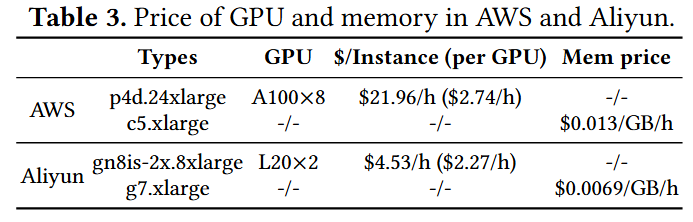 Table 3. Price of GPU and memory in AWS and Aliyun.
Types GPU $/Instance (per GPU) Mem price
AWS p4d.24xlarge A100×8 $21.96/h ($2.74/h) -/-
c5.xlarge -/- -/- $0.013/GB/h
Aliyun gn8is-2x.8xlarge L20×2 $4.53/h ($2.27/h) -/-
g7.xlarge -/- -/- $0.0069/GB/h